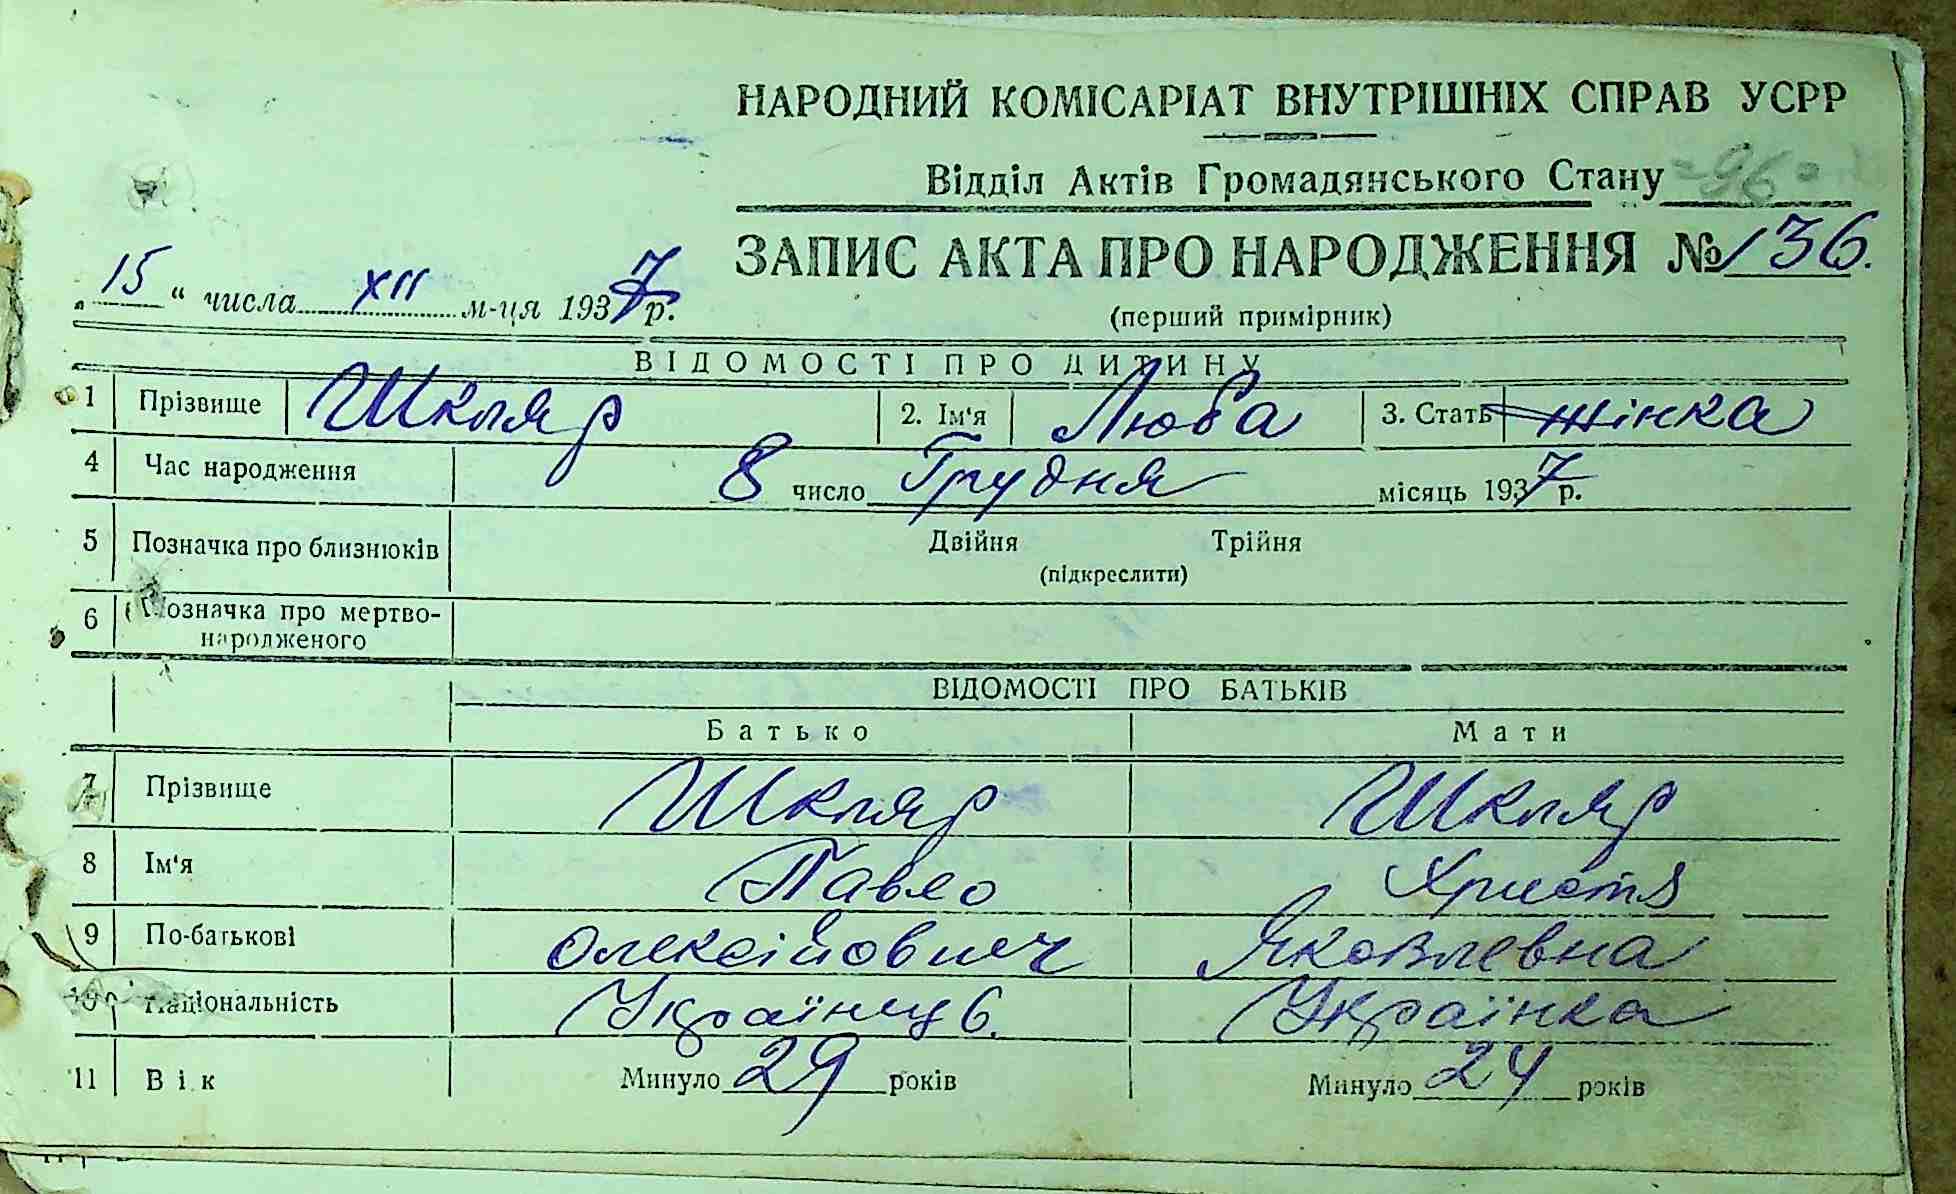 НАРОДНИЙ КОМІСАРІАТ ВНУТРІШНІХ СПРАВ УСРР
Відділ Актів Громадянського Стану -96-
ЗАПИС АКТА ПРО НАРОДЖЕННЯ № 136.
„15“ числа XII м-ця 1937 р.
(перший примірник)
ВІДОМОСТІ ПРО ДИТИНУ
1 Прізвище Шкляр 2. Ім'я Люба 3. Стать жінка
4 Час народження 8 число Грудня місяць 1937 р.
5 Позначка про близнюків Двійня Трійня
(підкреслити)
6 Позначка про мертво-
народженого
ВІДОМОСТІ ПРО БАТЬКІВ
Батько Мати
7 Прізвище Шкляр Шкляр
8 Ім'я Павло Христя
9 По-батькові Олексійович Яковлевна
10 Національність Українець Українка
11 Вік Минуло 29 років Минуло 24 років